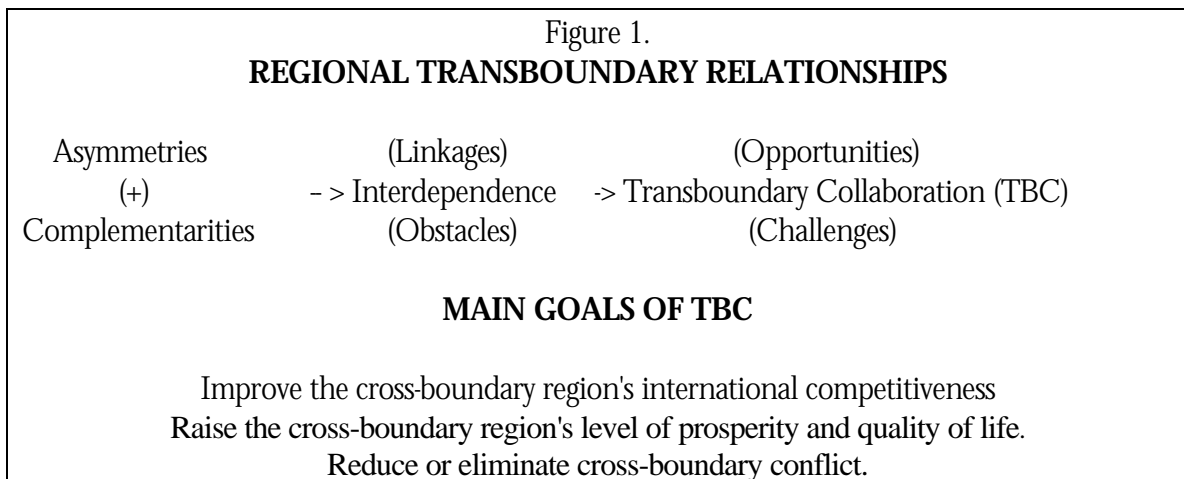 Figure 1.
REGIONAL TRANSBOUNDARY RELATIONSHIPS
Asymmetries (Linkages) (Opportunities)
(+) – > Interdependence -> Transboundary Collaboration (TBC)
Complementarities (Obstacles) (Challenges)
MAIN GOALS OF TBC
Improve the cross-boundary region's international competitiveness
Raise the cross-boundary region's level of prosperity and quality of life.
Reduce or eliminate cross-boundary conflict.